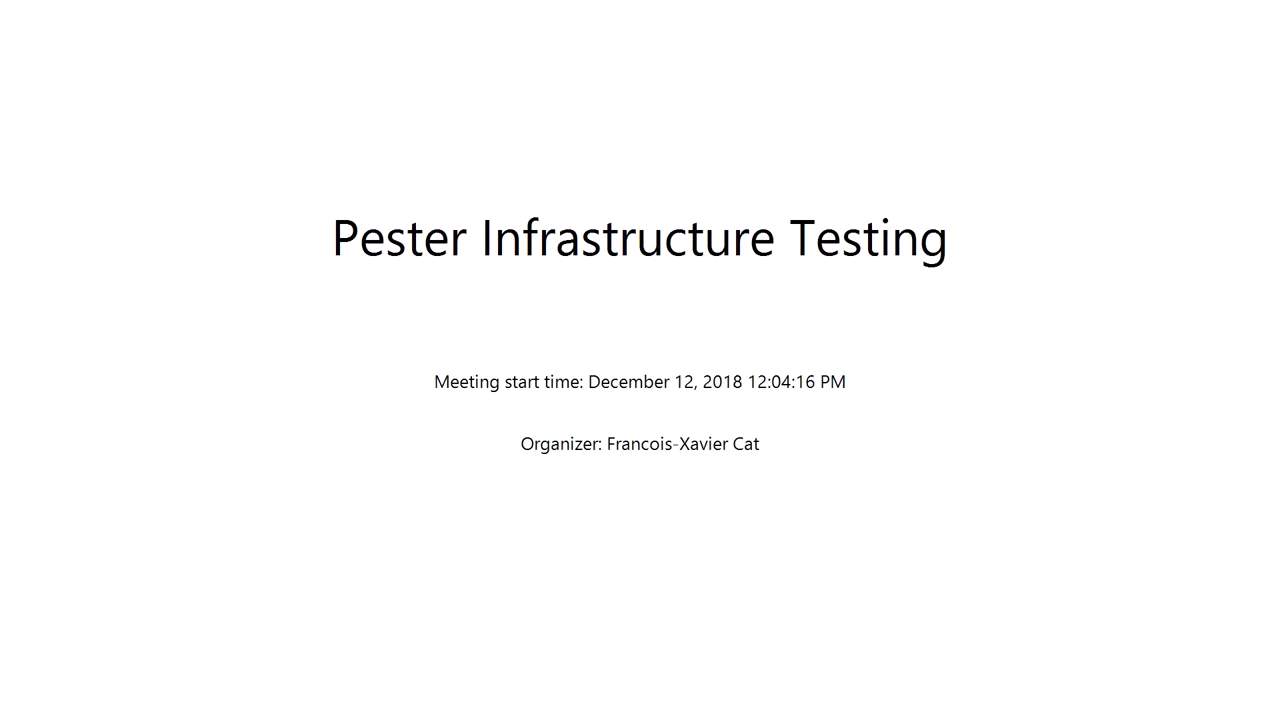 Pester Infrastructure Testing
Meeting start time: December 12, 2018 12:04:16 PM
Organizer: Francois-Xavier Cat